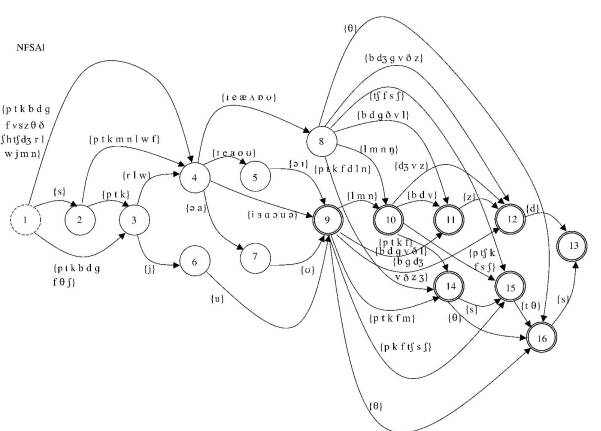 {θ}
NFSA1
{b dʒ g v ð z}
{ɪ e æ ʌ ɒ ʊ}
{tʃ f s ʃ}
{p t k b d g
f v s z θ ð
ʃ h tʃ dʒ r l
w j m n}
{b d g ð v l}
{p t k m n l w f}
8
{l m n ŋ}
{ɪ e a o ʊ}
{ə ɪ}
{p t k f d l n}
{dʒ v z}
{r l w}
4
5
{s}
{p t k}
{l m n}
{b d v}
{z}
{ə a}
{i ɜ ɑ ɔ u ə}
{d}
1
2
3
9
10
11
12
13
{p t k f}
{b d g v ð l}
{p t k b d g
f θ ʃ}
{j}
6
7
{ʊ}
{b g dʒ
v ð z ʒ}
p tʃ k
f s ʃ}
{u}
14
15
{s}
{t θ}
{s}
{p t k f m}
{θ}
16
{p k f tʃ s ʃ}
{θ}